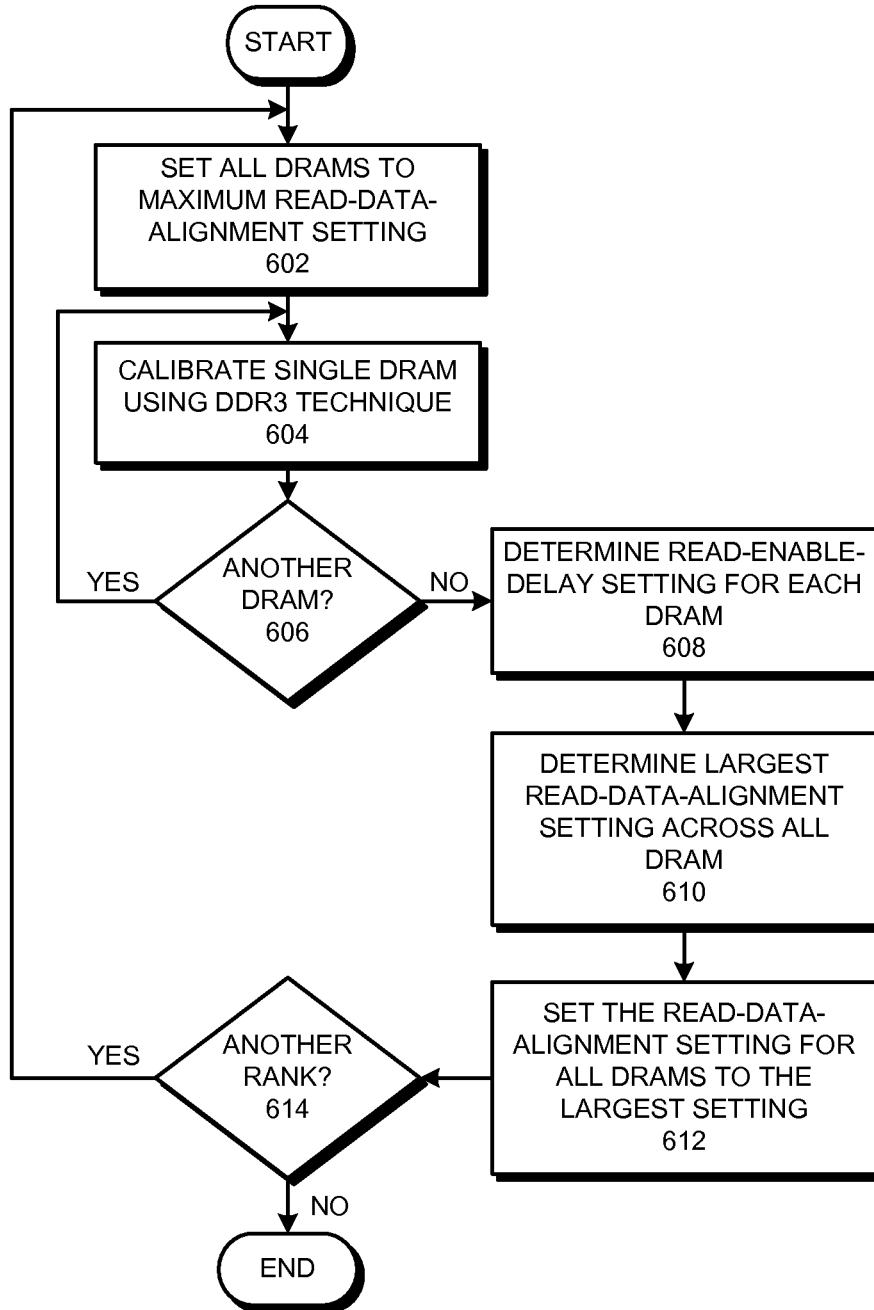 START
SET ALL DRAMS TO
MAXIMUM READ-DATA-
ALIGNMENT SETTING
602
CALIBRATE SINGLE DRAM
USING DDR3 TECHNIQUE
604
YES
ANOTHER
DRAM?
606
NO
DETERMINE READ-ENABLE-
DELAY SETTING FOR EACH
DRAM
608
DETERMINE LARGEST
READ-DATA-ALIGNMENT
SETTING ACROSS ALL
DRAM
610
SET THE READ-DATA-
ALIGNMENT SETTING FOR
ALL DRAMS TO THE
LARGEST SETTING
612
YES
ANOTHER
RANK?
614
NO
END